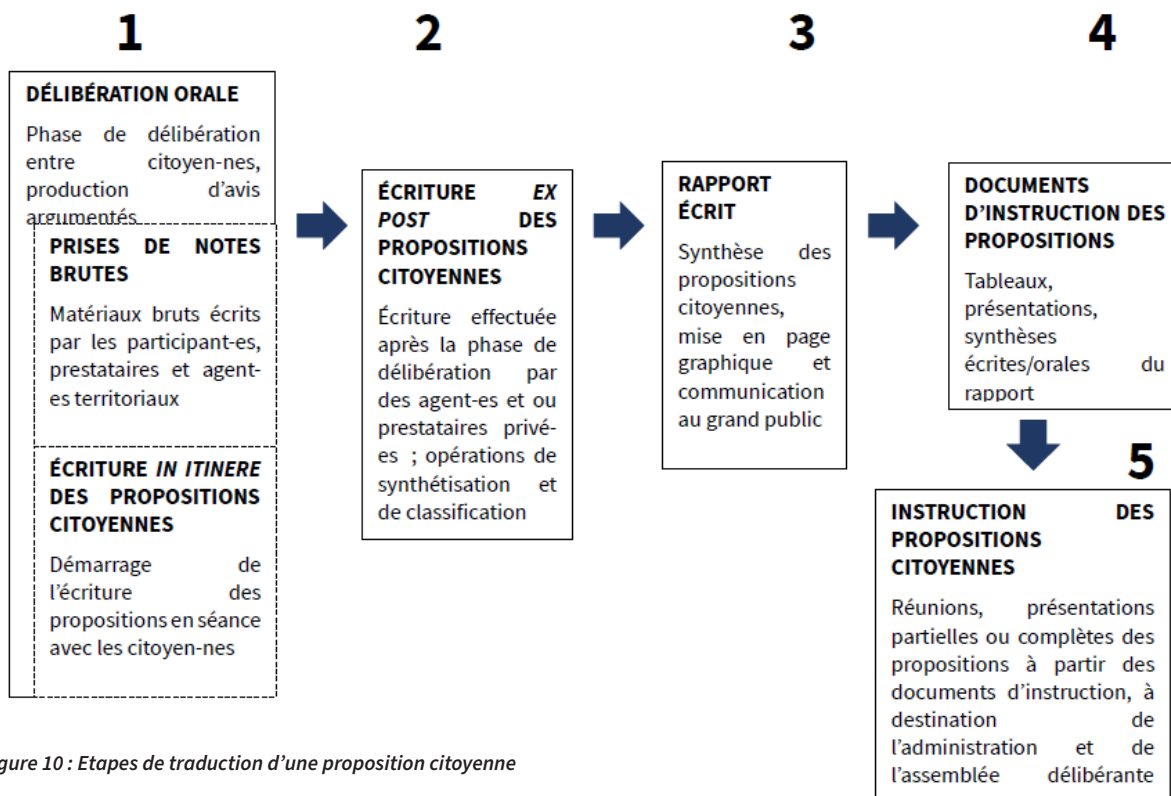 1
DÉLIBÉRATION ORALE
Phase de délibération
entre citoyen-nes,
production d'avis
argumentés
PRISES DE NOTES
BRUTES
Matériaux bruts écrits
par les participant-es,
prestataires et agent-
es territoriaux
ÉCRITURE IN ITINERE
DES PROPOSITIONS
CITOYENNES
Démarrage de
l'écriture des
propositions en séance
avec les citoyen-nes
2
ÉCRITURE EX
POST DES
PROPOSITIONS
CITOYENNES
Écriture effectuée
après la phase de
délibération par
des agent-es et ou
prestataires privé-
es ; opérations de
synthétisation et
de classification
3
RAPPORT
ÉCRIT
Synthèse des
propositions
citoyennes,
mise en page
graphique et
communication
au grand public
4
DOCUMENTS
D'INSTRUCTION DES
PROPOSITIONS
Tableaux,
présentations,
synthèses
écrites/orales du
rapport
5
INSTRUCTION DES
PROPOSITIONS
CITOYENNES
Réunions, présentations
partielles ou complètes des
propositions à partir des
documents d'instruction, à
destination de
l'administration et de
l'assemblée délibérante
gure 10 : Etapes de traduction d'une proposition citoyenne